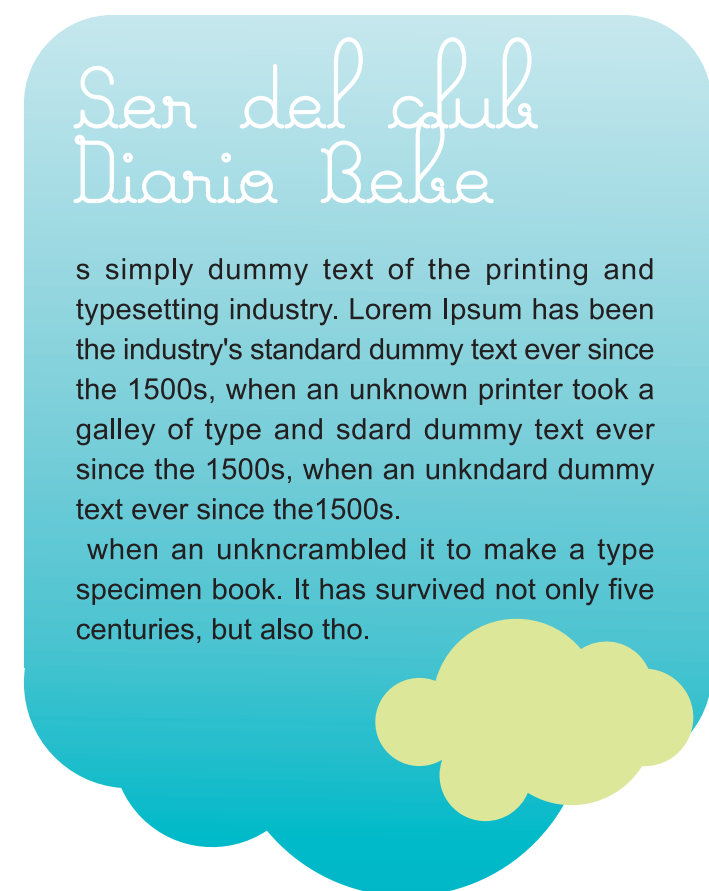 Ser del club
Diario Bebe
s simply dummy text of the printing and
typesetting industry. Lorem Ipsum has been
the industry's standard dummy text ever since
the 1500s, when an unknown printer took a
galley of type and sdard dummy text ever
since the 1500s, when an unkndard dummy
text ever since the1500s.
when an unkncrambled it to make a type
specimen book. It has survived not only five
centuries, but also tho.